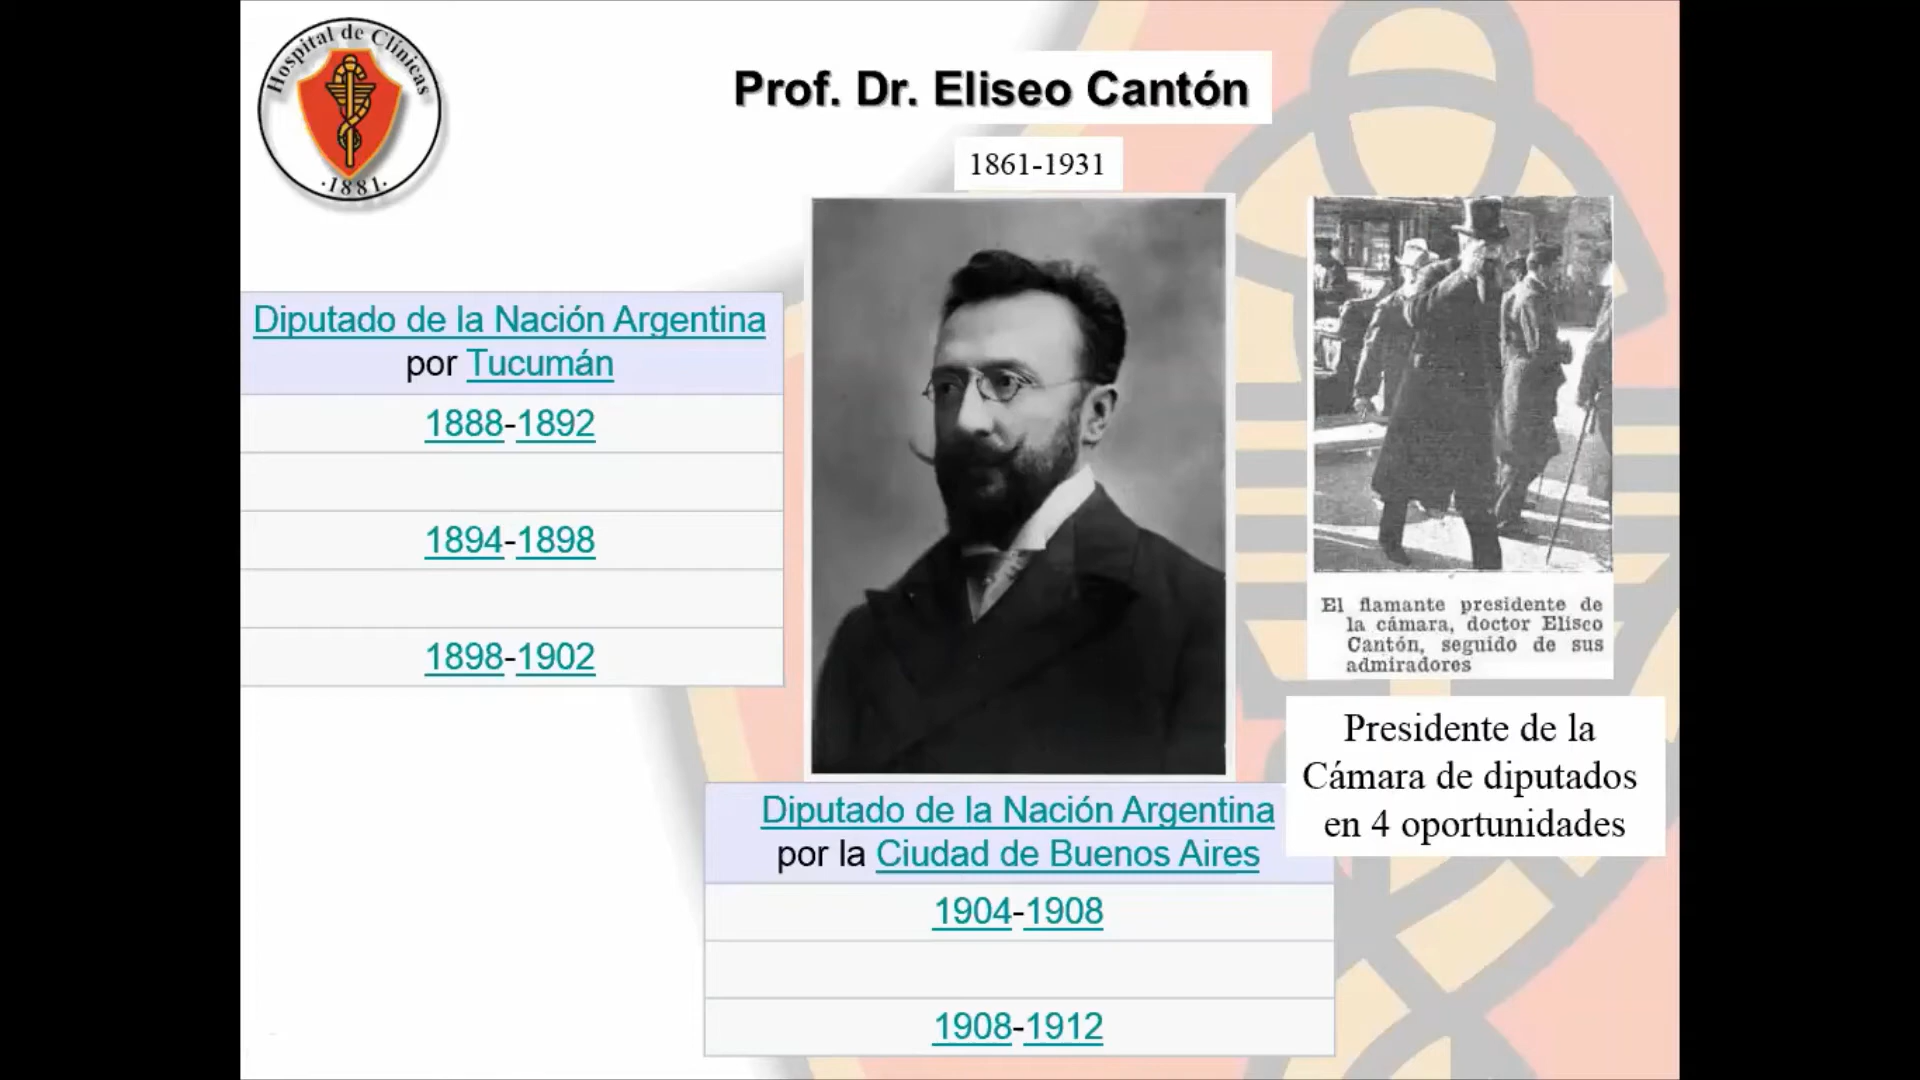 Hospital de Clínicas
·1881·
Prof. Dr. Eliseo Cantón
1861-1931
Diputado de la Nación Argentina
por Tucumán
1888-1892
1894-1898
1898-1902
El flamante presidente de
la cámara, doctor Eliseo
Cantón, seguido de sus
admiradores
Presidente de la
Cámara de diputados
en 4 oportunidades
Diputado de la Nación Argentina
por la Ciudad de Buenos Aires
1904-1908
1908-1912